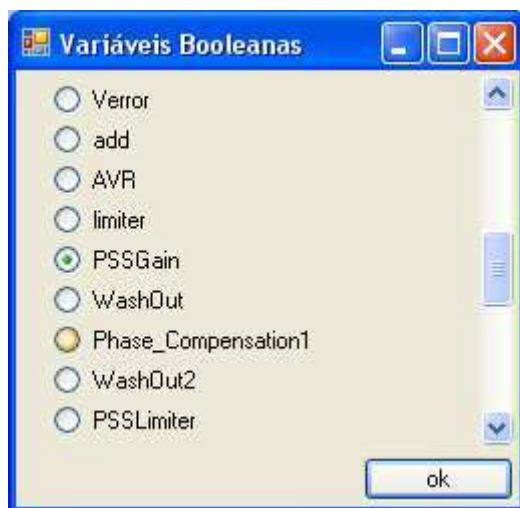 Variáveis Booleanas
Verror
add
AVR
limiter
PSSGain
WashOut
Phase_Compensation1
WashOut2
PSSLimiter
ok